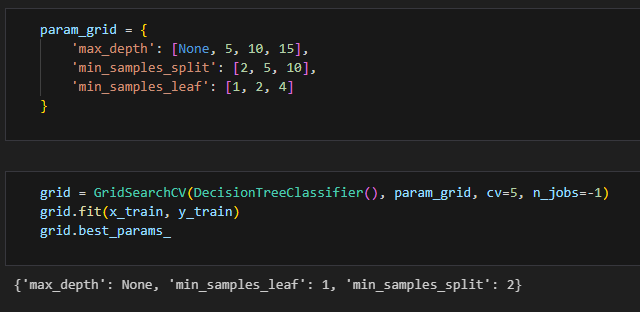 param_grid = {
    'max_depth': [None, 5, 10, 15],
    'min_samples_split': [2, 5, 10],
    'min_samples_leaf': [1, 2, 4]
}
grid = GridSearchCV(DecisionTreeClassifier(), param_grid, cv=5, n_jobs=-1)
grid.fit(x_train, y_train)
grid.best_params_
{'max_depth': None, 'min_samples_leaf': 1, 'min_samples_split': 2}